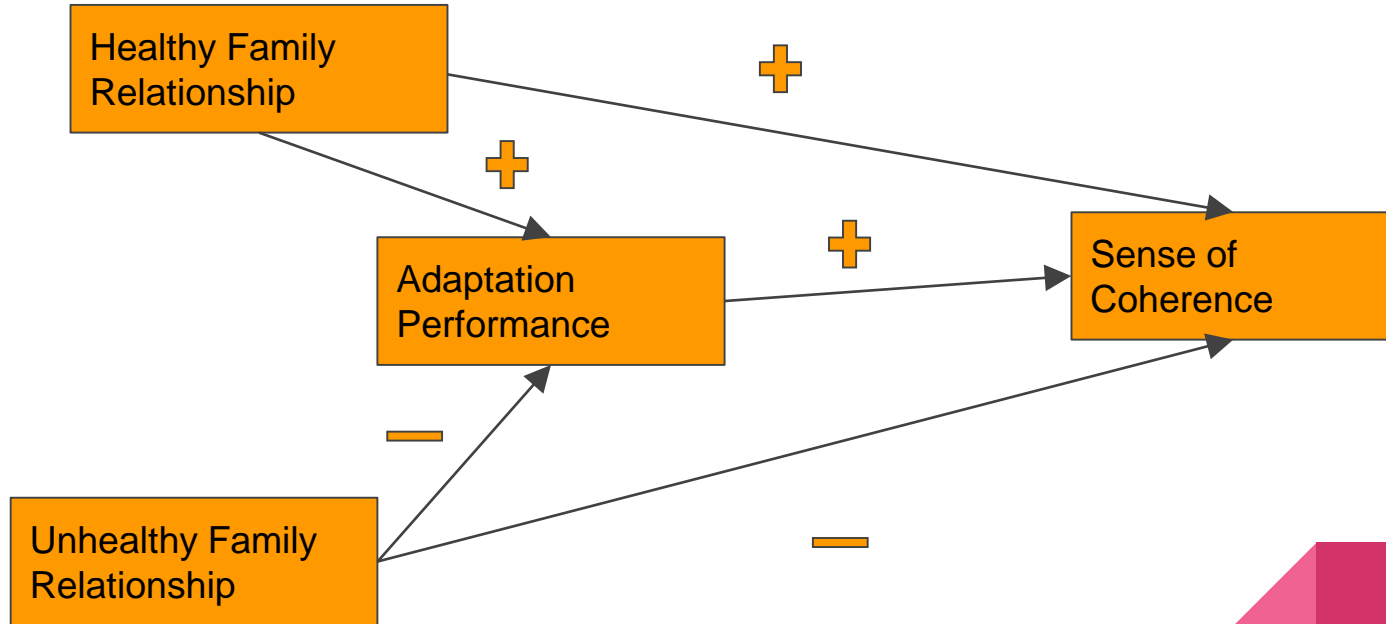 Healthy Family
Relationship
Adaptation
Performance
Sense of
Coherence
Unhealthy Family
Relationship